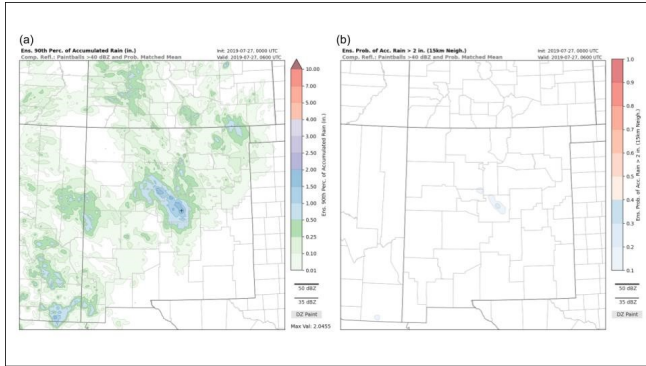 (a)
Ens. 90th Perc. of Accumulated Rain (in.)
Init: 2019-07-27, 0000 UTC
Comp. Refl.: Paintballs >40 dBZ and Prob. Matched Mean
Valid: 2019-07-27, 0600 UTC
10.00
7.00
5.00
4.00
3.00
2.50
2.00
1.50
1.00
0.50
0.25
0.10
0.01
Ens. 90th Perc. of Accumulated Rain (in.)
50 dBZ
35 dBZ
DZ Paint
Max Val: 2.0455
(b)
Ens. Prob. of Acc. Rain > 2 in. (15km Neigh.)
Init: 2019-07-27, 0000 UTC
Comp. Refl.: Paintballs >40 dBZ and Prob. Matched Mean
Valid: 2019-07-27, 0600 UTC
1.0
0.9
0.8
0.7
0.6
0.5
0.4
0.3
0.2
0.1
Ens. Prob. of Acc. Rain > 2 in. (15km Neigh.)
50 dBZ
35 dBZ
DZ Paint